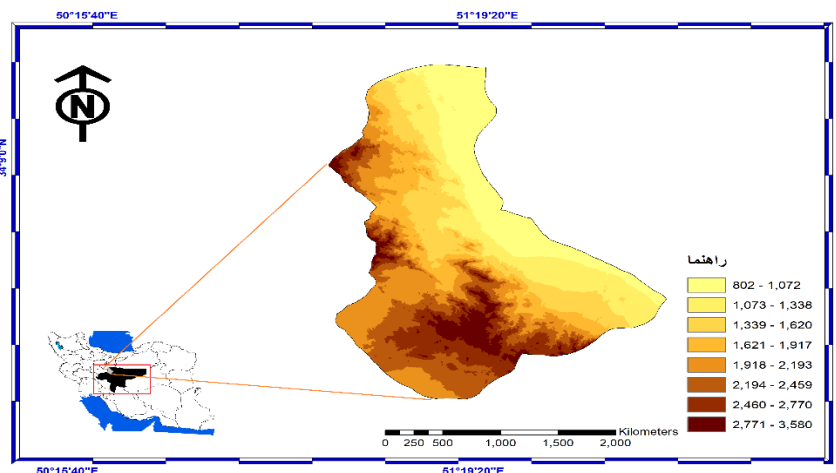 50°15'40"E 51°19'20"E
N
34°9'0"N
راهنما
802 - 1,072
1,073 - 1,338
1,339 - 1,620
1,621 - 1,917
1,918 - 2,193
2,194 - 2,459
2,460 - 2,770
2,771 - 3,580
Kilometers
0 250 500 1,000 1,500 2,000
50°15'40"E 51°19'20"E